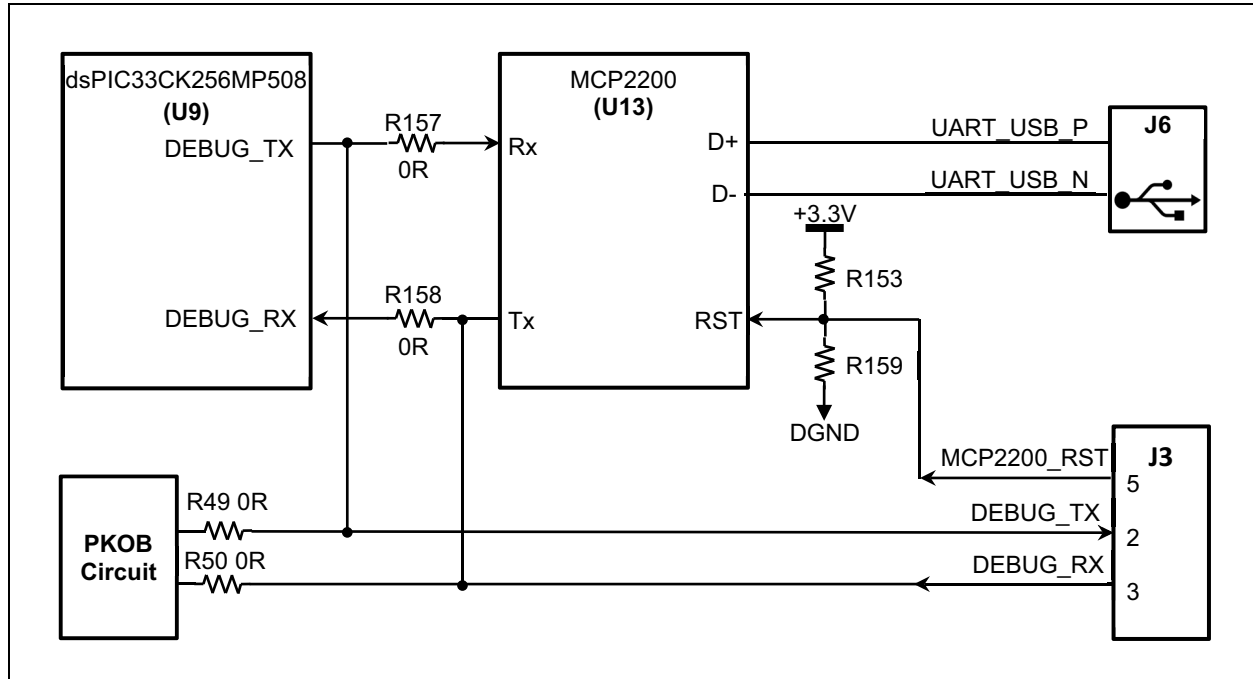 dsPIC33CK256MP508
(U9)
DEBUG_TX
DEBUG_RX
R157
0R
R158
0R
MCP2200
(U13)
Rx
Tx
D+
D-
RST
UART_USB_P
UART_USB_N
J6
+3.3V
R153
R159
DGND
PKOB
Circuit
R49 0R
R50 0R
MCP2200_RST
DEBUG_TX
DEBUG_RX
J3
5
2
3